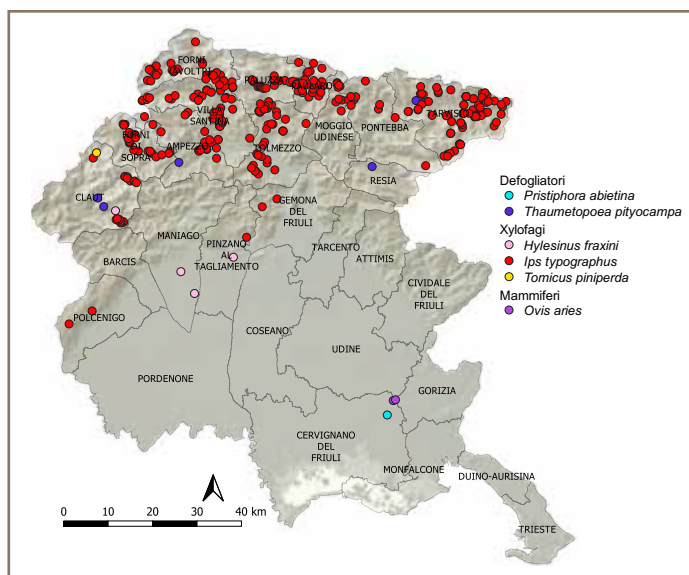 FORNI
AVOLTRI
PALUZZA
VILLA
SANTINA
MOGGIO
UDINESE
PONTEBBA
TARVISIO
FORNI
DI
SOPRA
AMPEZZO
TOLMEZZO
RESIA
CLAUT
GEMONA
DEL
FRIULI
MANIAGO
PINZANO
AL
TAGLIAMENTO
TARCENTO
ATTIMIS
BARCIS
CIVIDALE
DEL
FRIULI
POLCENIGO
COSEANO
UDINE
PORDENONE
GORIZIA
CERVIGNANO
DEL
FRIULI
MONFALCONE
DUINO-AURISINA
TRIESTE
Defogliatori
Pristiphora abietina
Thaumetopoea pityocampa
Xylofagi
Hylesinus fraxini
Ips typographus
Tomicus piniperda
Mammiferi
Ovis aries
0 10 20 30 40 km